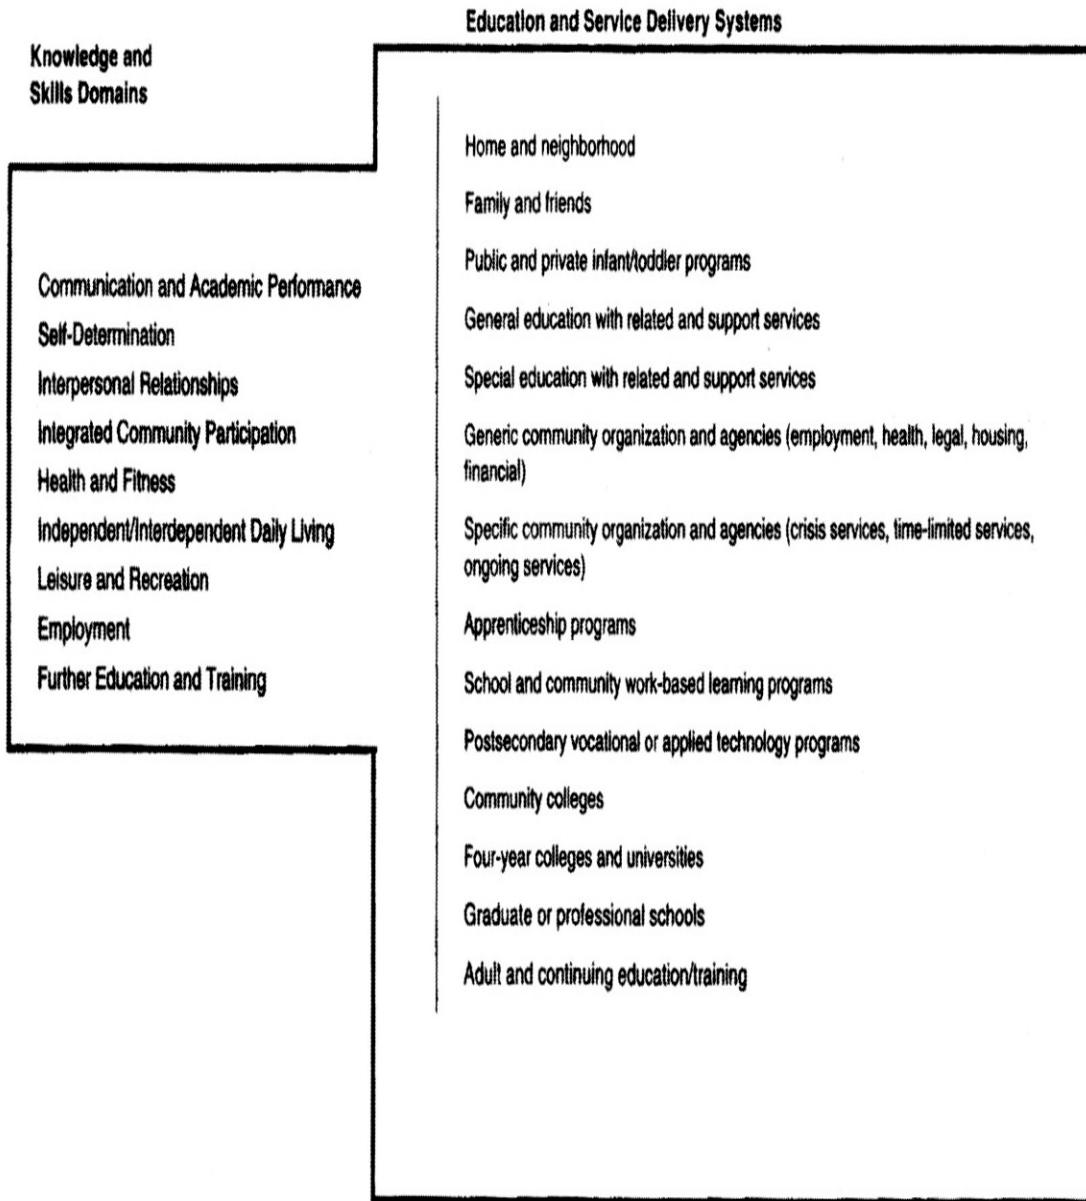 Education and Service Delivery Systems
Knowledge and
Skills Domains
Communication and Academic Performance
Self-Determination
Interpersonal Relationships
Integrated Community Participation
Health and Fitness
Independent/Interdependent Daily Living
Leisure and Recreation
Employment
Further Education and Training
Home and neighborhood
Family and friends
Public and private infant/toddler programs
General education with related and support services
Special education with related and support services
Generic community organization and agencies (employment, health, legal, housing,
financial)
Specific community organization and agencies (crisis services, time-limited services,
ongoing services)
Apprenticeship programs
School and community work-based learning programs
Postsecondary vocational or applied technology programs
Community colleges
Four-year colleges and universities
Graduate or professional schools
Adult and continuing education/training